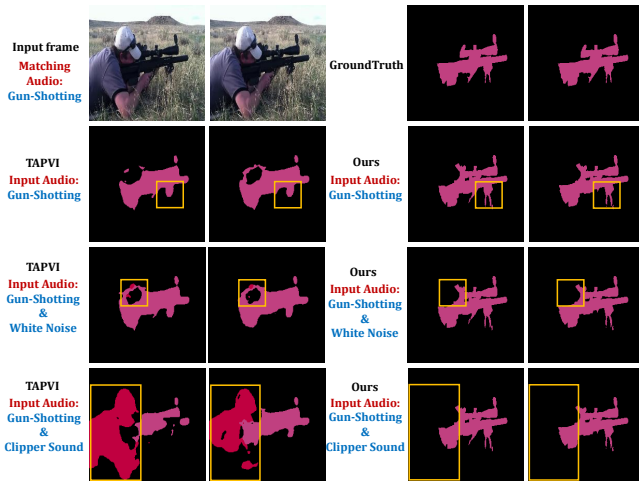 Input frame
Matching
Audio:
Gun-Shotting
GroundTruth
TAPVI
Input Audio:
Gun-Shotting
Ours
Input Audio:
Gun-Shotting
TAPVI
Input Audio:
Gun-Shotting
&
White Noise
Ours
Input Audio:
Gun-Shotting
&
White Noise
TAPVI
Input Audio:
Gun-Shotting
&
Clipper Sound
Ours
Input Audio:
Gun-Shotting
&
Clipper Sound